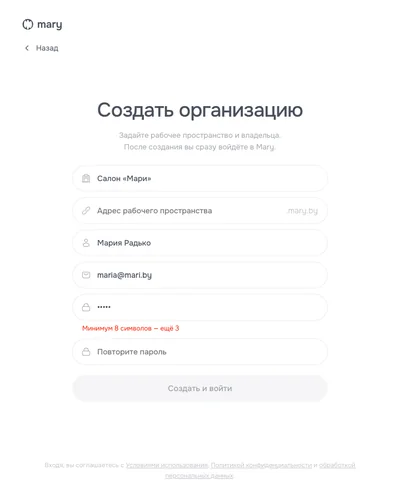 mary
Назад
Создать организацию
Задайте рабочее пространство и владельца.
После создания вы сразу войдёте в Mary.
Салон «Мари»
Адрес рабочего пространства .mary.by
Мария Радько
maria@mari.by
•••••
Минимум 8 символов — ещё 3
Повторите пароль
Создать и войти
Входя, вы соглашаетесь с Условиями использования, Политикой конфиденциальности и обработкой
персональных данных.